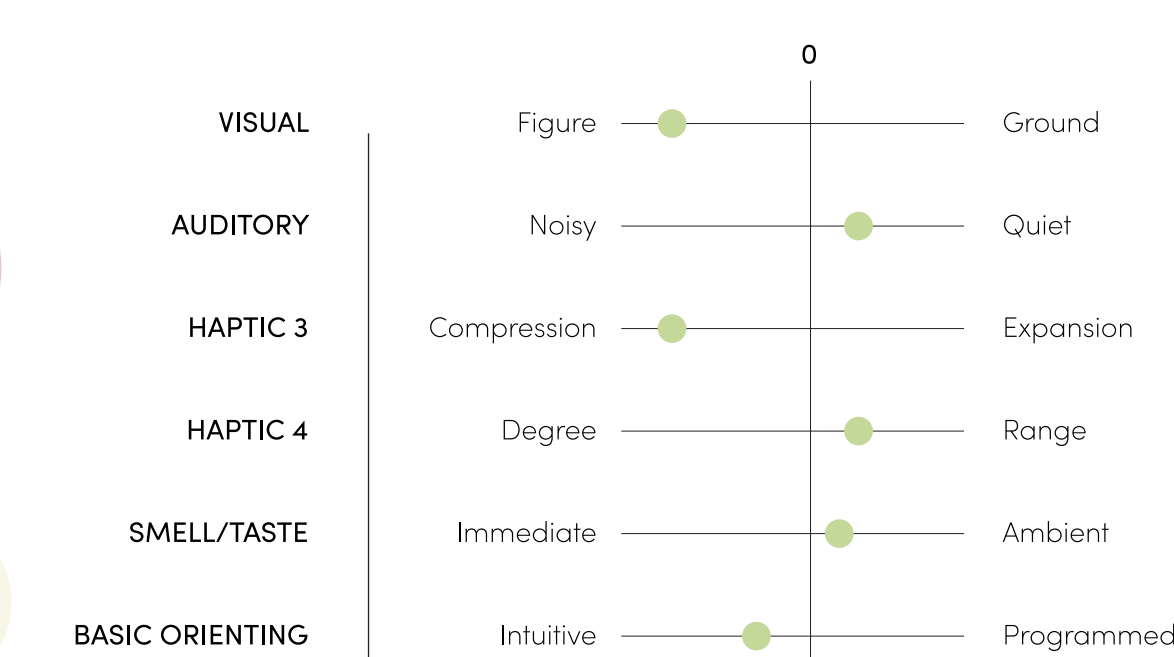 0
VISUAL Figure Ground
AUDITORY Noisy Quiet
HAPTIC 3 Compression Expansion
HAPTIC 4 Degree Range
SMELL/TASTE Immediate Ambient
BASIC ORIENTING Intuitive Programmed